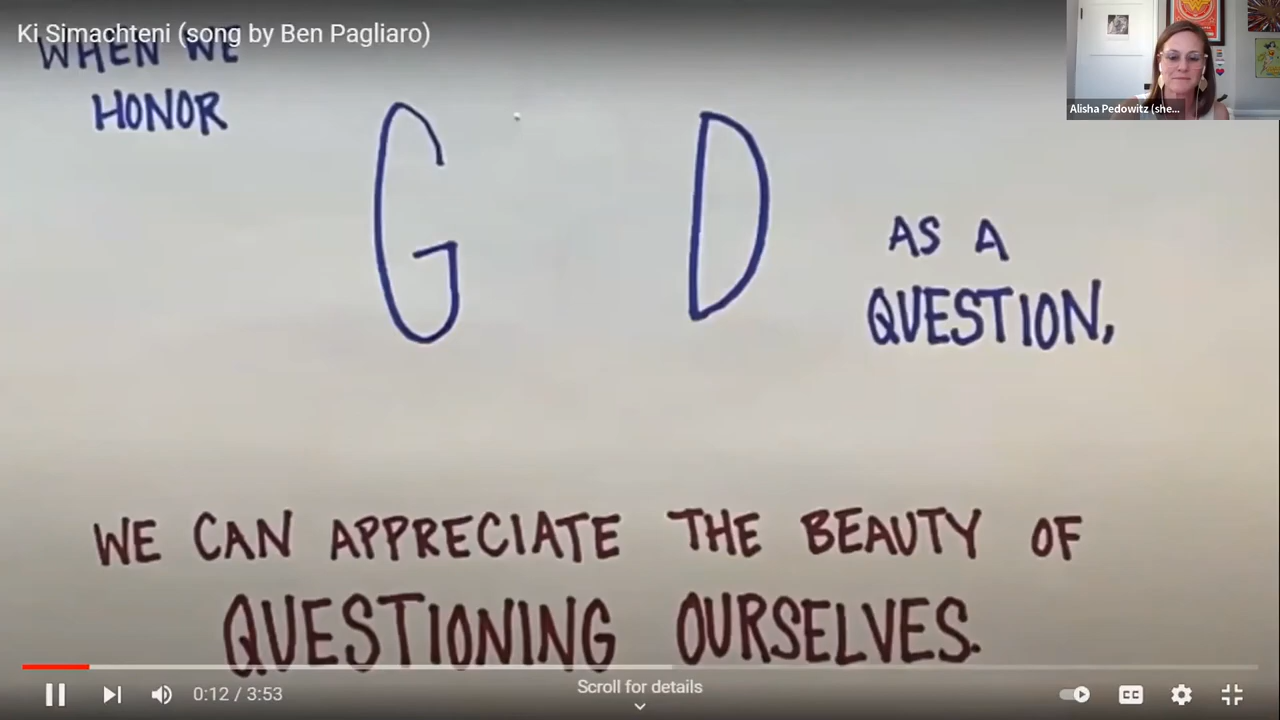 Ki Simachteni (song by Ben Pagliaro)
WHEN WE
HONOR
G D
AS A
QUESTION,
WE CAN APPRECIATE THE BEAUTY OF
QUESTIONING OURSELVES.
Alisha Pedowitz (she...
0:12 / 3:53
Scroll for details
CC